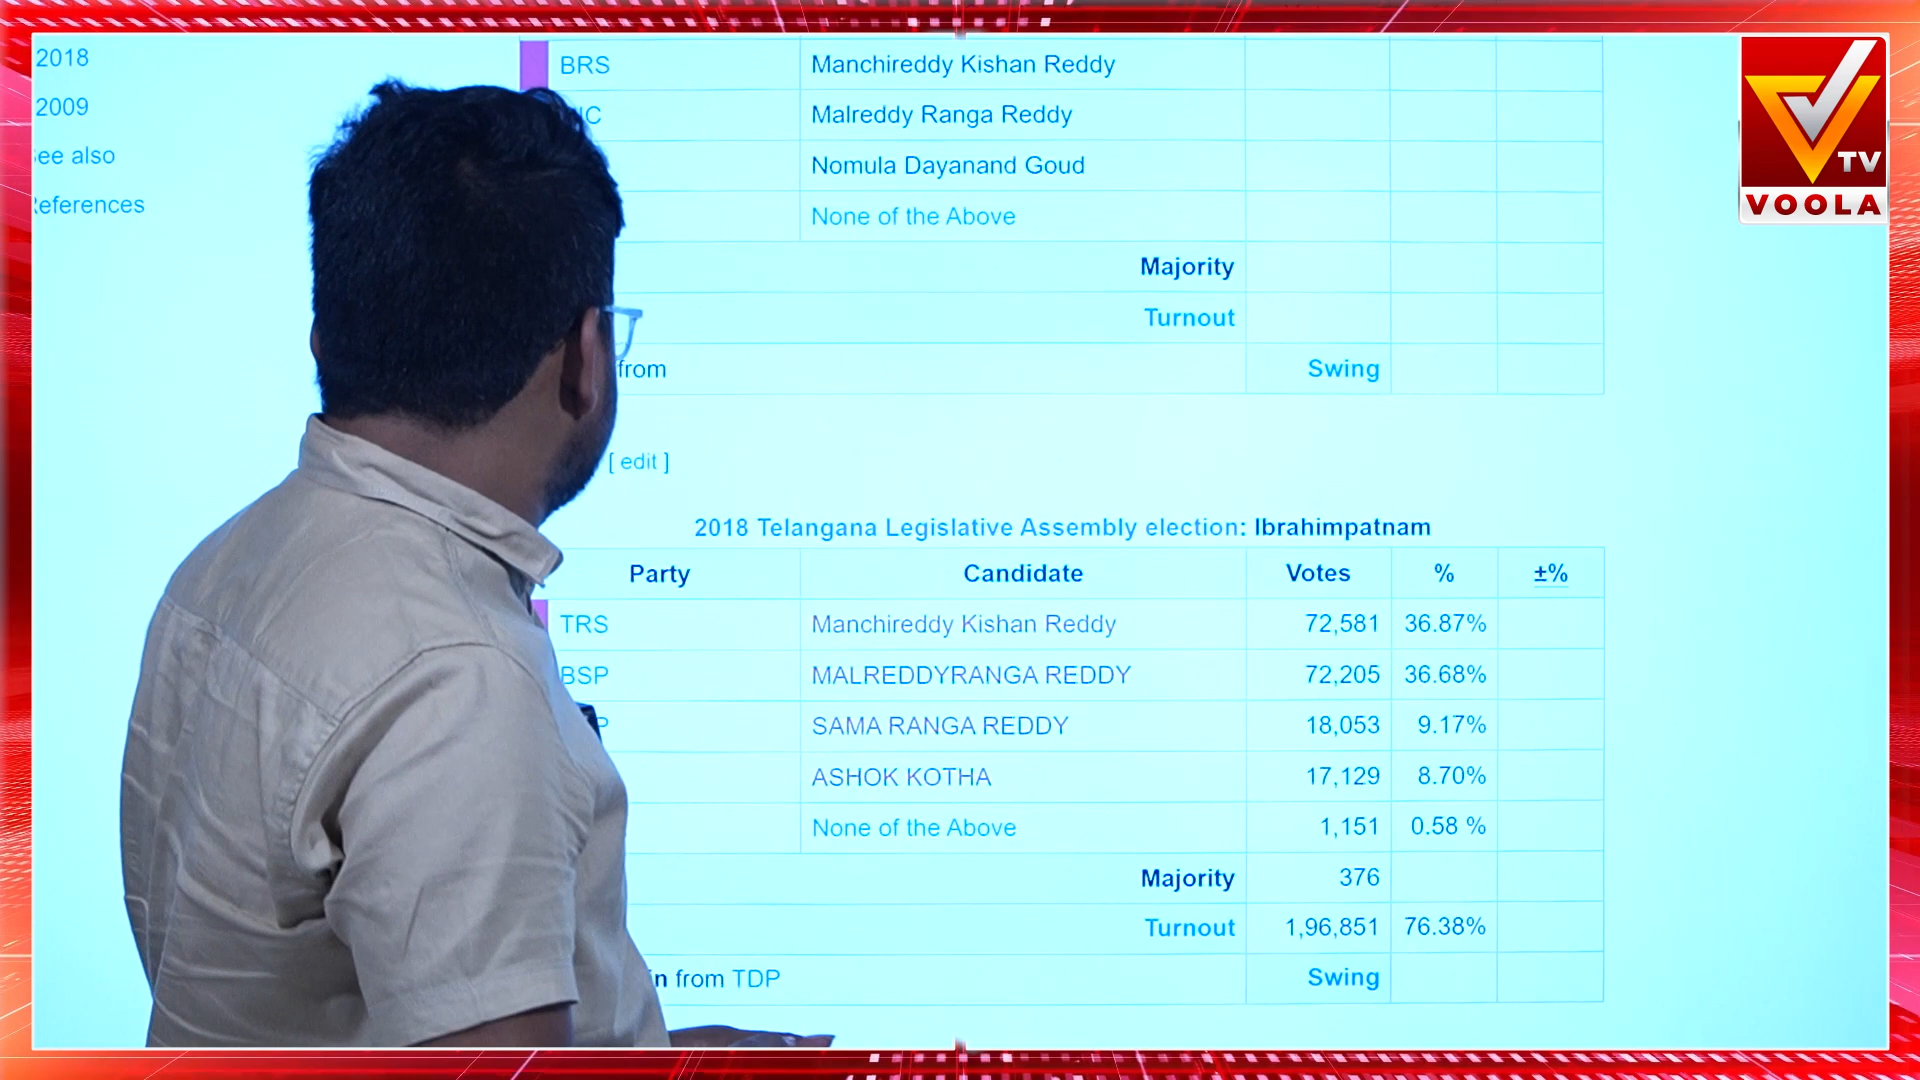 2018
2009
See also
References
BRS Manchireddy Kishan Reddy
Malreddy Ranga Reddy
Nomula Dayanand Goud
None of the Above
Majority
Turnout
from Swing
[ edit ]
2018 Telangana Legislative Assembly election: Ibrahimpatnam
Party Candidate Votes % ±%
TRS Manchireddy Kishan Reddy 72,581 36.87%
BSP MALREDDYRANGA REDDY 72,205 36.68%
SAMA RANGA REDDY 18,053 9.17%
ASHOK KOTHA 17,129 8.70%
None of the Above 1,151 0.58 %
Majority 376
Turnout 1,96,851 76.38%
from TDP Swing
TV
VOOLA